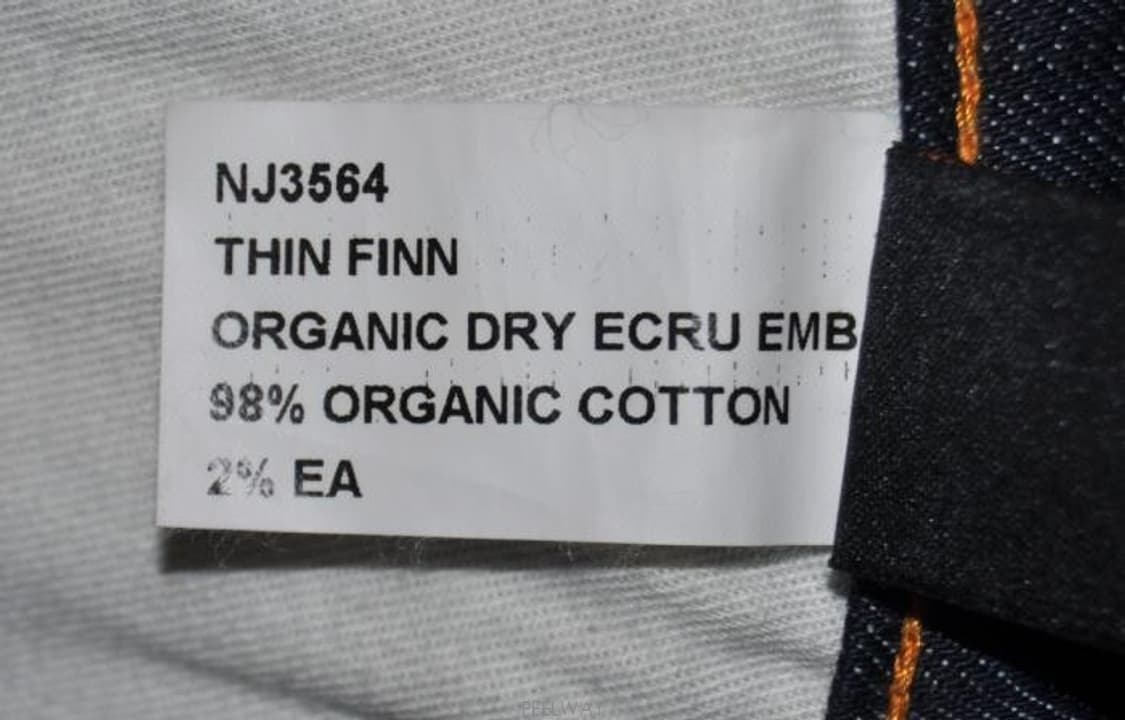 NJ3564
THIN FINN
ORGANIC DRY ECRU EMB
98% ORGANIC COTTON
2% EA